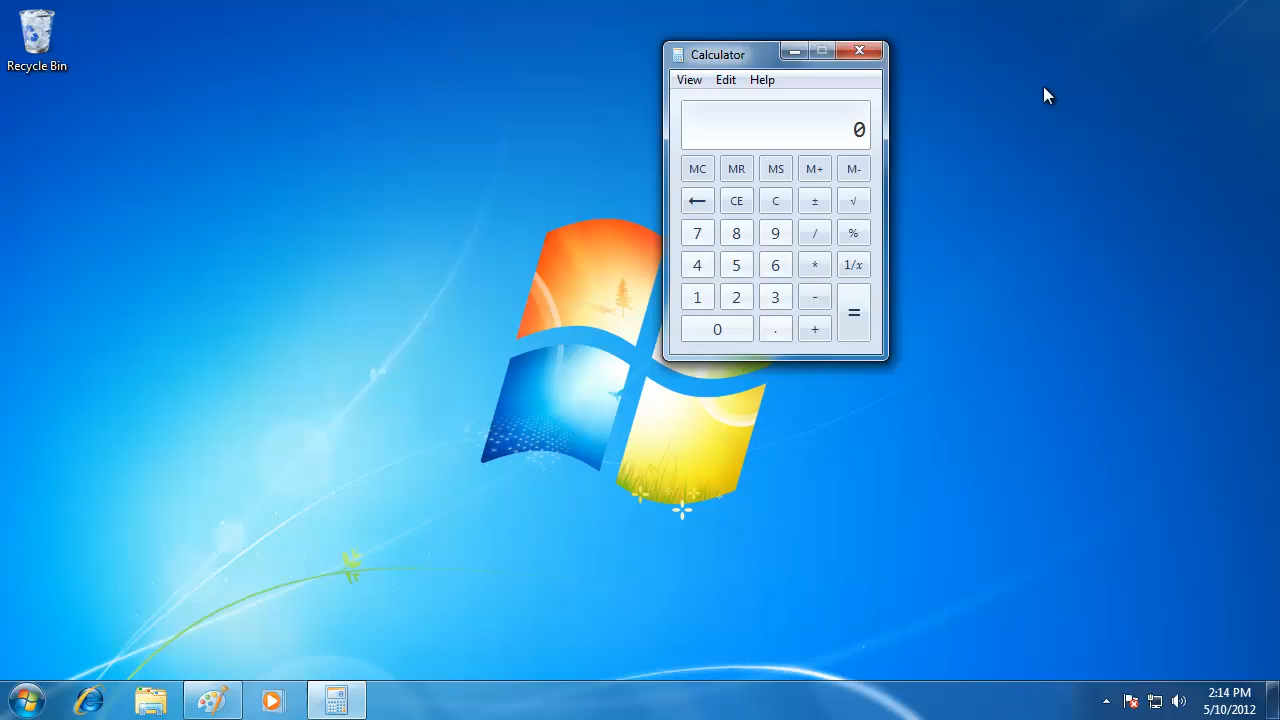 Recycle Bin
Calculator
View Edit Help
0
MC MR MS M+ M-
← CE C ± √
7 8 9 / %
4 5 6 * 1/x
1 2 3 -
0 . + =
2:14 PM
5/10/2012